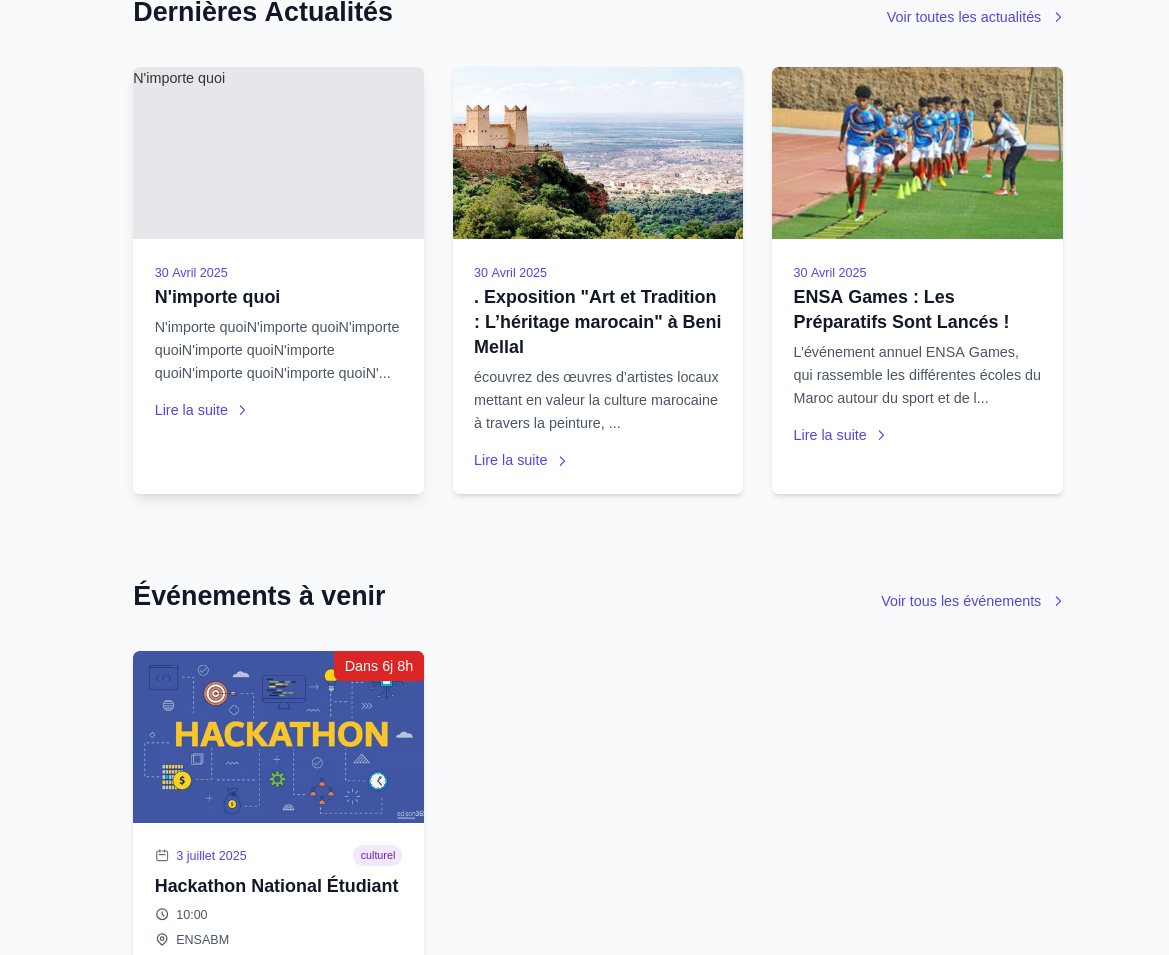 Dernières Actualités
Voir toutes les actualités
N'importe quoi
30 Avril 2025
N'importe quoi
N'importe quoiN'importe quoiN'importe
quoiN'importe quoiN'importe
quoiN'importe quoiN'importe quoiN'...
Lire la suite
30 Avril 2025
. Exposition "Art et Tradition
: L’héritage marocain" à Beni
Mellal
écouvrez des œuvres d’artistes locaux
mettant en valeur la culture marocaine
à travers la peinture, ...
Lire la suite
30 Avril 2025
ENSA Games : Les
Préparatifs Sont Lancés !
L’événement annuel ENSA Games,
qui rassemble les différentes écoles du
Maroc autour du sport et de l...
Lire la suite
Événements à venir
Voir tous les événements
Dans 6j 8h
HACKATHON
3 juillet 2025
culturel
Hackathon National Étudiant
10:00
ENSABM